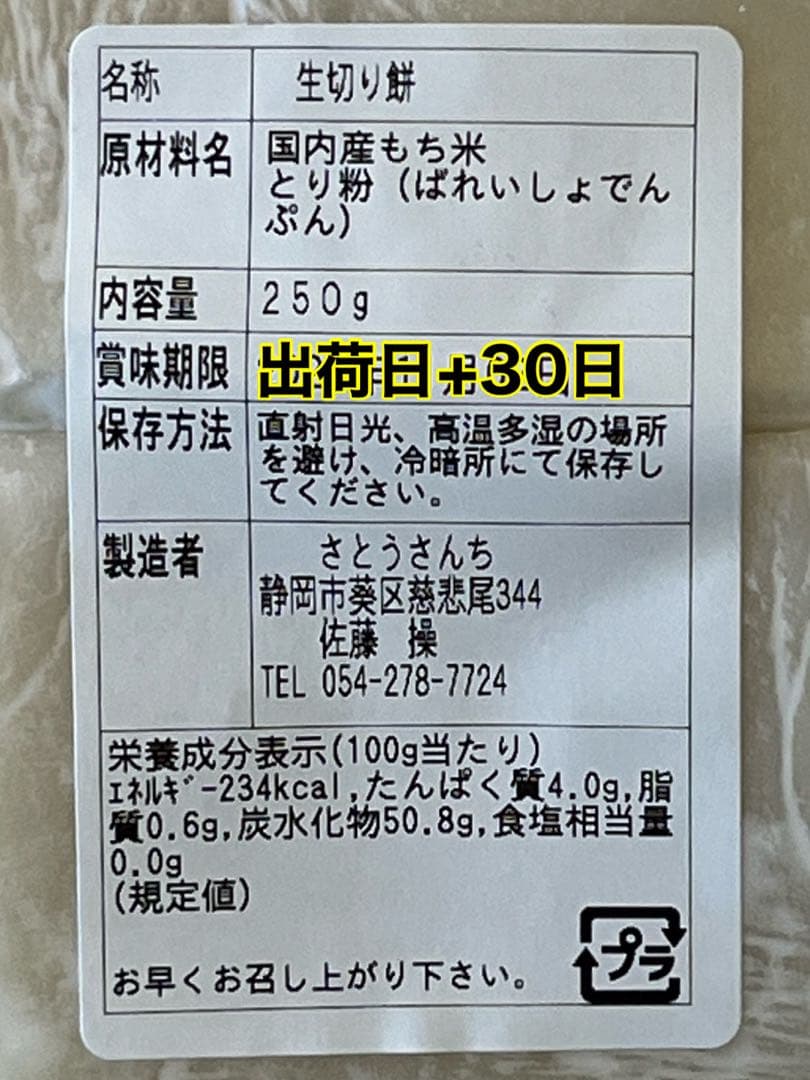 名称 生切り餅
原材料名 国内産もち米
とり粉（ばれいしょでん
ぷん）
内容量 250g
賞味期限 出荷日+30日
保存方法 直射日光、高温多湿の場所
を避け、冷暗所にて保存し
てください。
製造者 さとうさんち
静岡市葵区慈悲尾344
佐藤 操
TEL 054-278-7724
栄養成分表示(100g当たり)
ｴﾈﾙｷﾞｰ234kcal,たんぱく質4.0g,脂
質0.6g,炭水化物50.8g,食塩相当量
0.0g
(規定値)
お早くお召し上がり下さい。
プラ